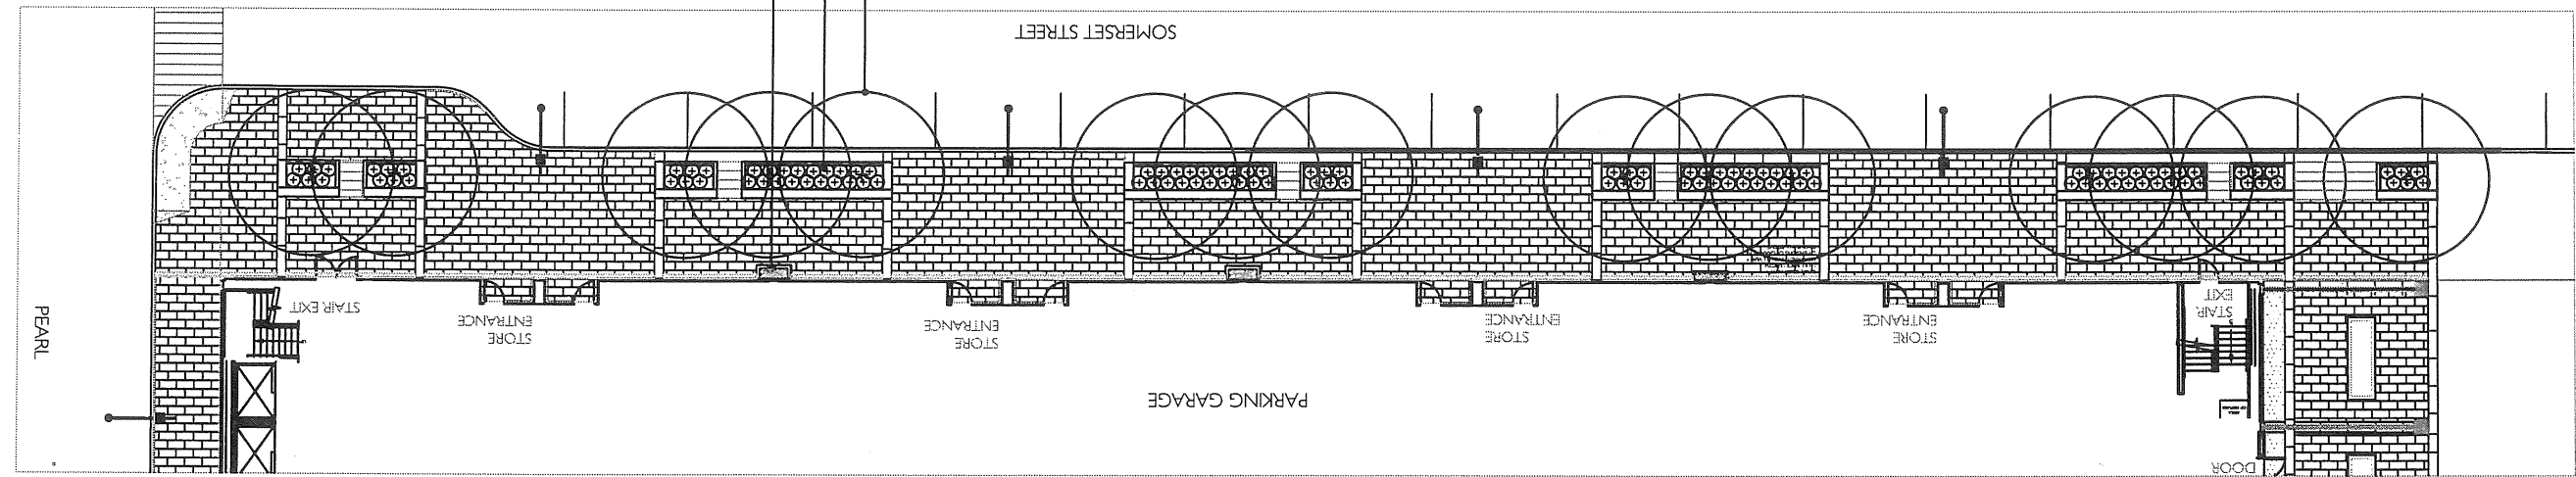 SOMERSET STREET
PEARL
STAIR EXIT
STORE
ENTRANCE
STORE
ENTRANCE
STORE
ENTRANCE
STORE
ENTRANCE
STAIR
EXIT
PARKING GARAGE
DOOR